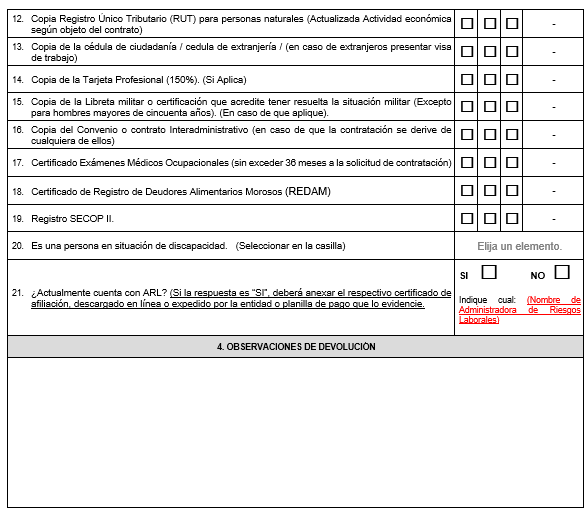 12. Copia Registro Único Tributario (RUT) para personas naturales (Actualizada Actividad económica
según objeto del contrato)
-
13. Copia de la cédula de ciudadanía / cedula de extranjería / (en caso de extranjeros presentar visa
de trabajo)
-
14. Copia de la Tarjeta Profesional (150%). (Si Aplica)
-
15. Copia de la Libreta militar o certificación que acredite tener resuelta la situación militar (Excepto
para hombres mayores de cincuenta años). (En caso de que aplique).
-
16. Copia del Convenio o contrato Interadministrativo (en caso de que la contratación se derive de
cualquiera de ellos)
-
17. Certificado Exámenes Médicos Ocupacionales (sin exceder 36 meses a la solicitud de contratación)
-
18. Certificado de Registro de Deudores Alimentarios Morosos (REDAM)
-
19. Registro SECOP II.
-
20. Es una persona en situación de discapacidad. (Seleccionar en la casilla)
Elija un elemento.
21. ¿Actualmente cuenta con ARL? (Si la respuesta es “SI”, deberá anexar el respectivo certificado de
afiliación, descargado en línea o expedido por la entidad o planilla de pago que lo evidencie.
SI NO
Indique cual: (Nombre de
Administradora de Riesgos
Laborales)
4. OBSERVACIONES DE DEVOLUCIÓN